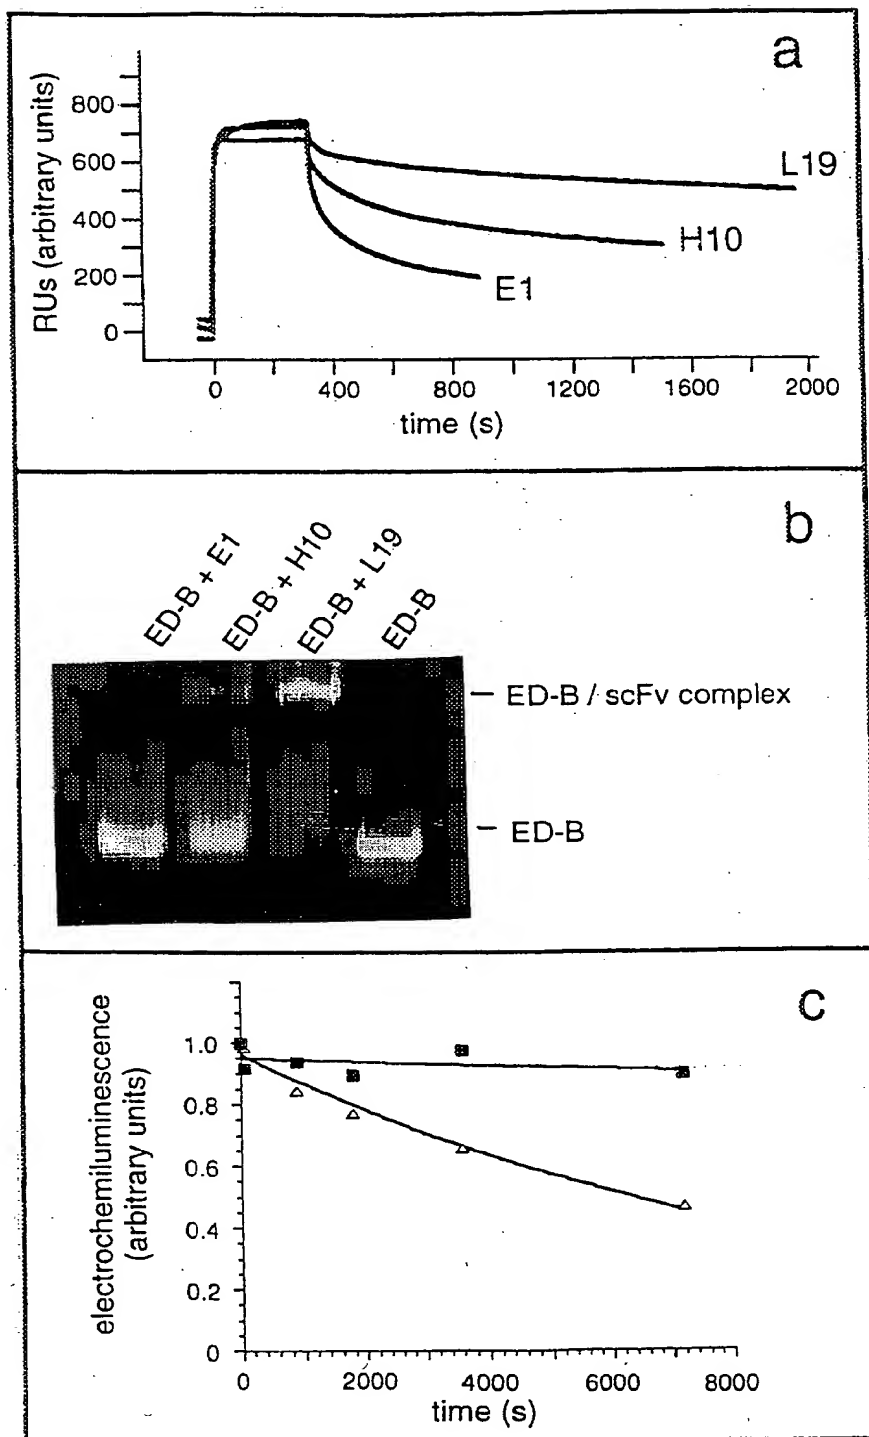 a
RUs (arbitrary units)
800
600
400
200
0
L19
H10
E1
0 400 800 1200 1600 2000
time (s)
b
ED-B + E1
ED-B + H10
ED-B + L19
ED-B
ED-B / scFv complex
ED-B
c
electrochemiluminescence
(arbitrary units)
1.0
0.8
0.6
0.4
0.2
0
0 2000 4000 6000 8000
time (s)